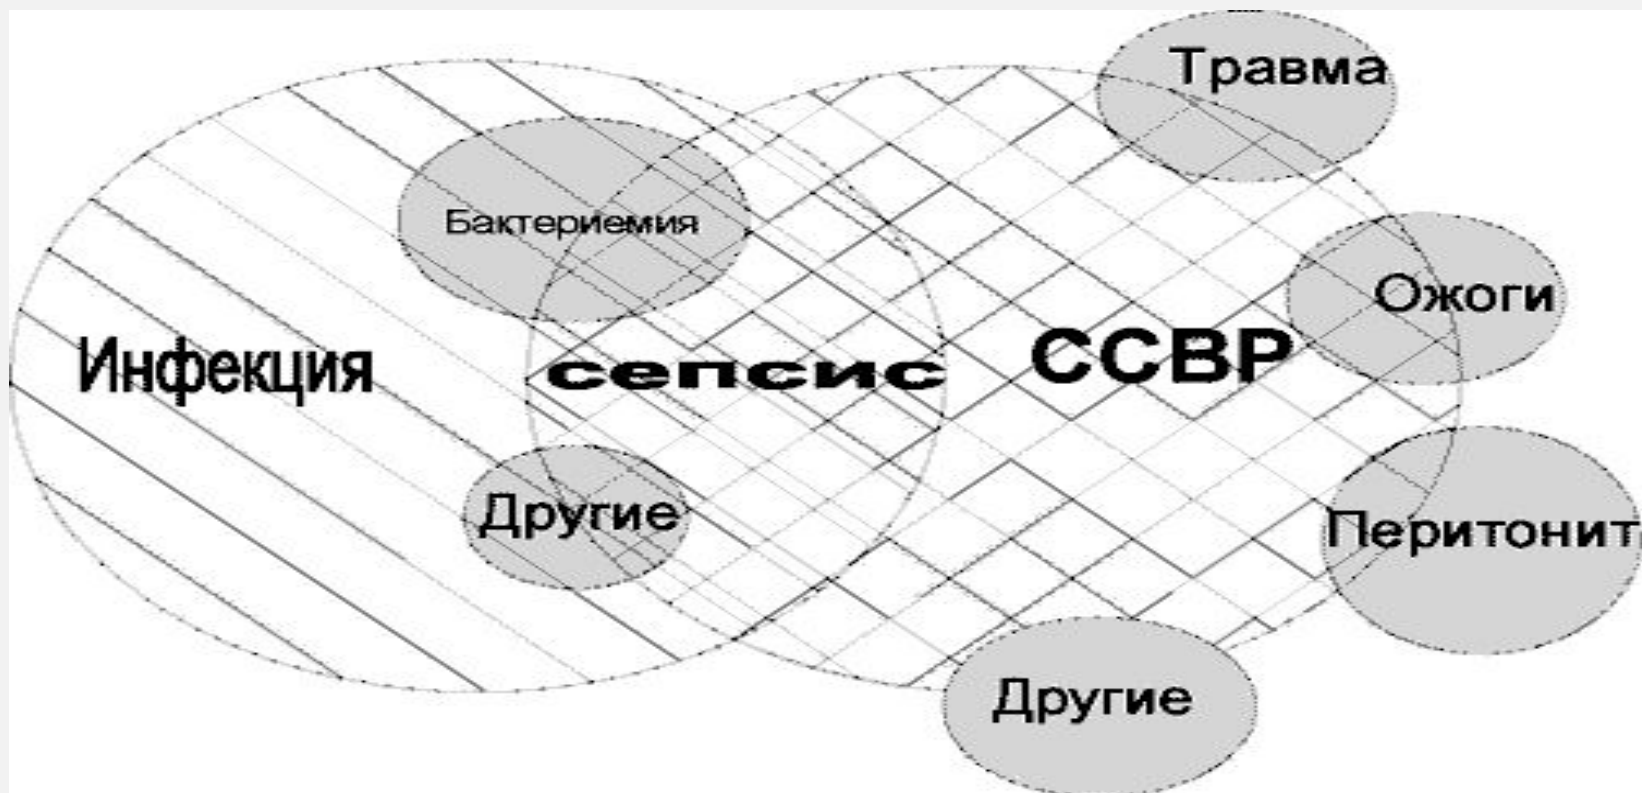 Травма
Бактериемия
Ожоги
Инфекция
сепсис
ССВР
Другие
Перитонит
Другие